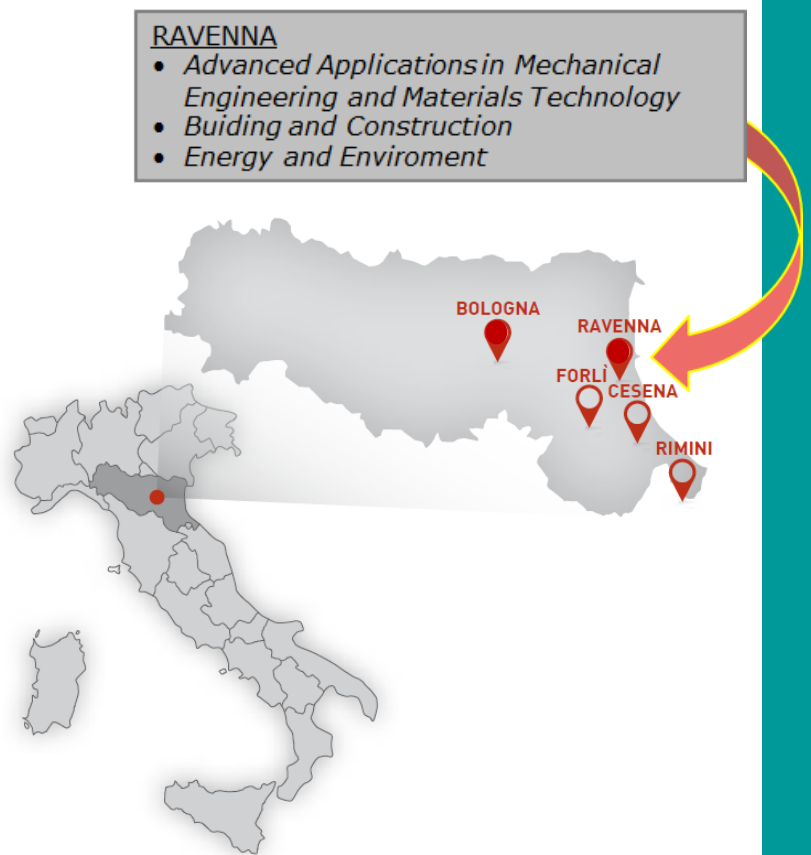 RAVENNA
• Advanced Applications in Mechanical
Engineering and Materials Technology
• Buiding and Construction
• Energy and Enviroment
BOLOGNA
RAVENNA
FORLÌ
CESENA
RIMINI